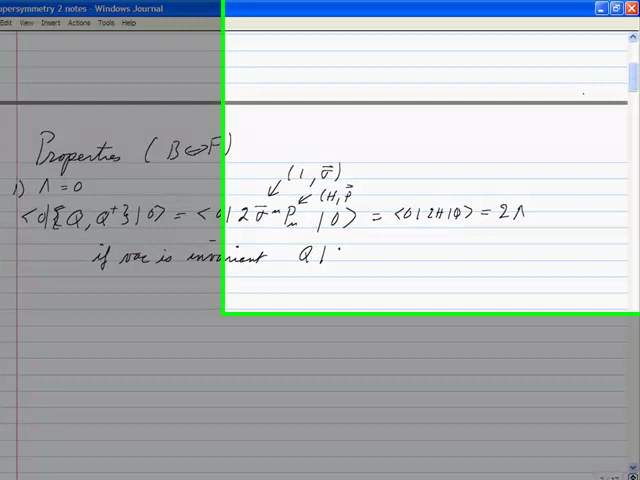 upersymmetry 2 notes - Windows Journal
Edit View Insert Actions Tools Help
Properties ( B ⇔ F )
1) Λ = 0
(1, σ̄)
(H, p⃗
<0|{Q, Q†}|0> = <0| 2 σ̄^μ P_μ |0> = <0|2H|0> = 2Λ
if vac is invariant Q |